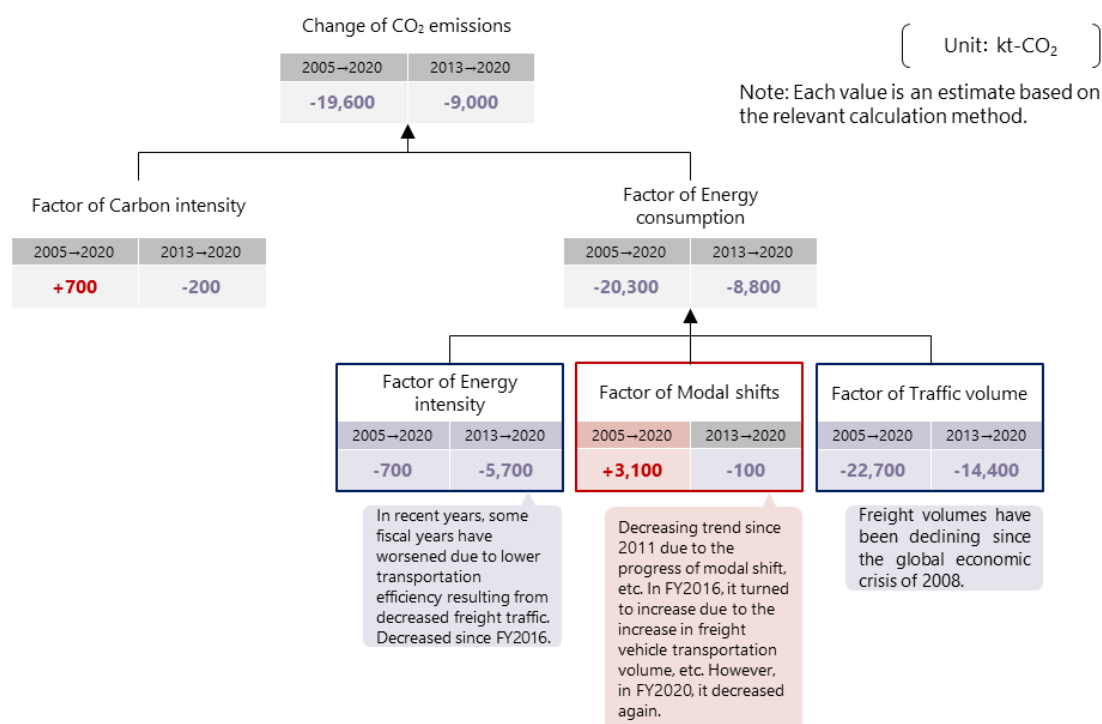 Change of CO₂ emissions
2005→2020 2013→2020
-19,600 -9,000
Unit: kt-CO₂
Note: Each value is an estimate based on
the relevant calculation method.
Factor of Carbon intensity
2005→2020 2013→2020
+700 -200
Factor of Energy
consumption
2005→2020 2013→2020
-20,300 -8,800
Factor of Energy
intensity
2005→2020 2013→2020
-700 -5,700
In recent years, some
fiscal years have
worsened due to lower
transportation
efficiency resulting from
decreased freight traffic.
Decreased since FY2016.
Factor of Modal shifts
2005→2020 2013→2020
+3,100 -100
Decreasing trend since
2011 due to the
progress of modal shift,
etc. In FY2016, it turned
to increase due to the
increase in freight
vehicle transportation
volume, etc. However,
in FY2020, it decreased
again.
Factor of Traffic volume
2005→2020 2013→2020
-22,700 -14,400
Freight volumes have
been declining since
the global economic
crisis of 2008.